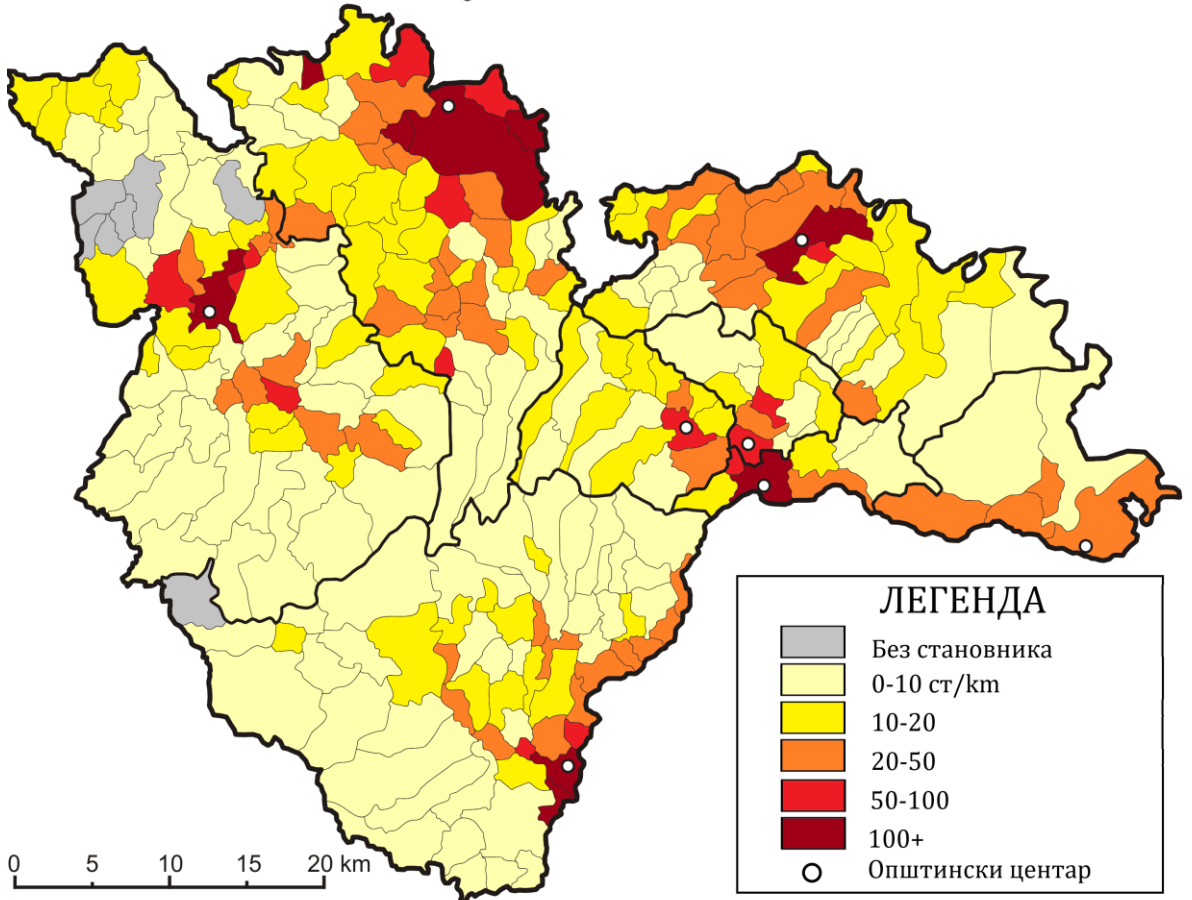 ЛЕГЕНДА
Без становника
0-10 ст/km
10-20
20-50
50-100
100+
Општински центар
0 5 10 15 20 km